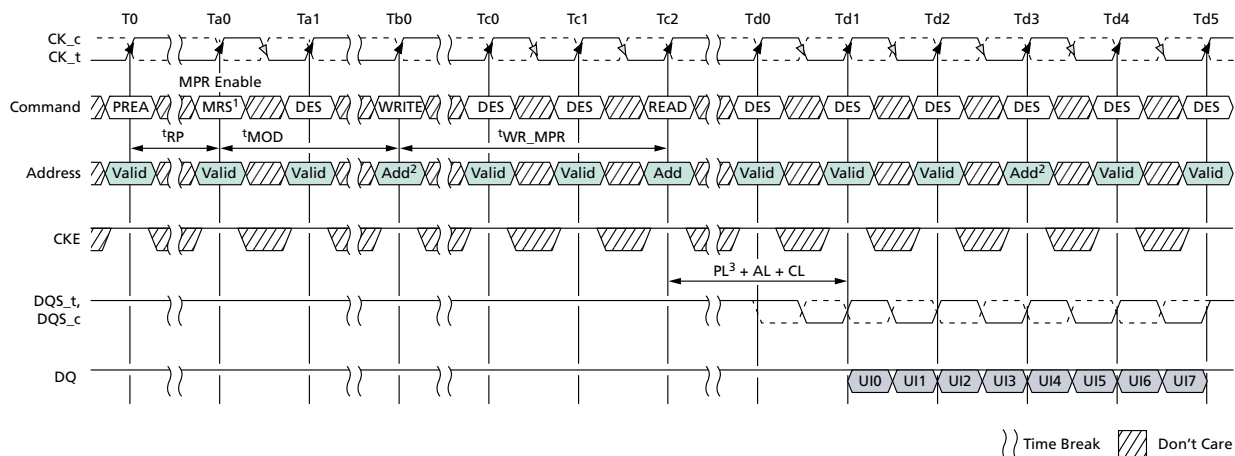 T0 Ta0 Ta1 Tb0 Tc0 Tc1 Tc2 Td0 Td1 Td2 Td3 Td4 Td5
CK_c
CK_t
MPR Enable
Command PREA MRS¹ DES WRITE DES DES READ DES DES DES DES DES DES
tRP tMOD tWR_MPR
Address Valid Valid Valid Add² Valid Valid Add Valid Valid Valid Add² Valid Valid
CKE
PL³ + AL + CL
DQS_t,
DQS_c
DQ UI0 UI1 UI2 UI3 UI4 UI5 UI6 UI7
Time Break Don't Care